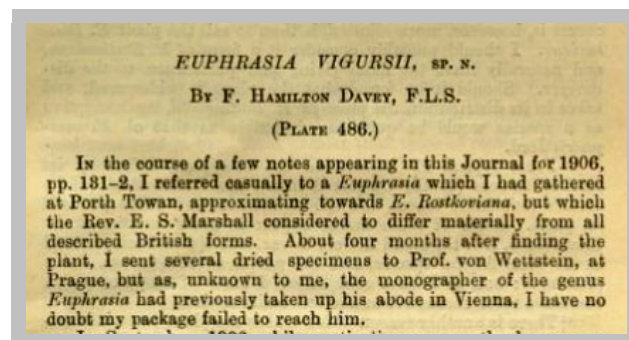 EUPHRASIA VIGURSII, SP. N.
BY F. HAMILTON DAVEY, F.L.S.
(PLATE 486.)
IN the course of a few notes appearing in this Journal for 1906,
pp. 131–2, I referred casually to a Euphrasia which I had gathered
at Porth Towan, approximating towards E. Rostkoviana, but which
the Rev. E. S. Marshall considered to differ materially from all
described British forms. About four months after finding the
plant, I sent several dried specimens to Prof. von Wettstein, at
Prague, but as, unknown to me, the monographer of the genus
Euphrasia had previously taken up his abode in Vienna, I have no
doubt my package failed to reach him.